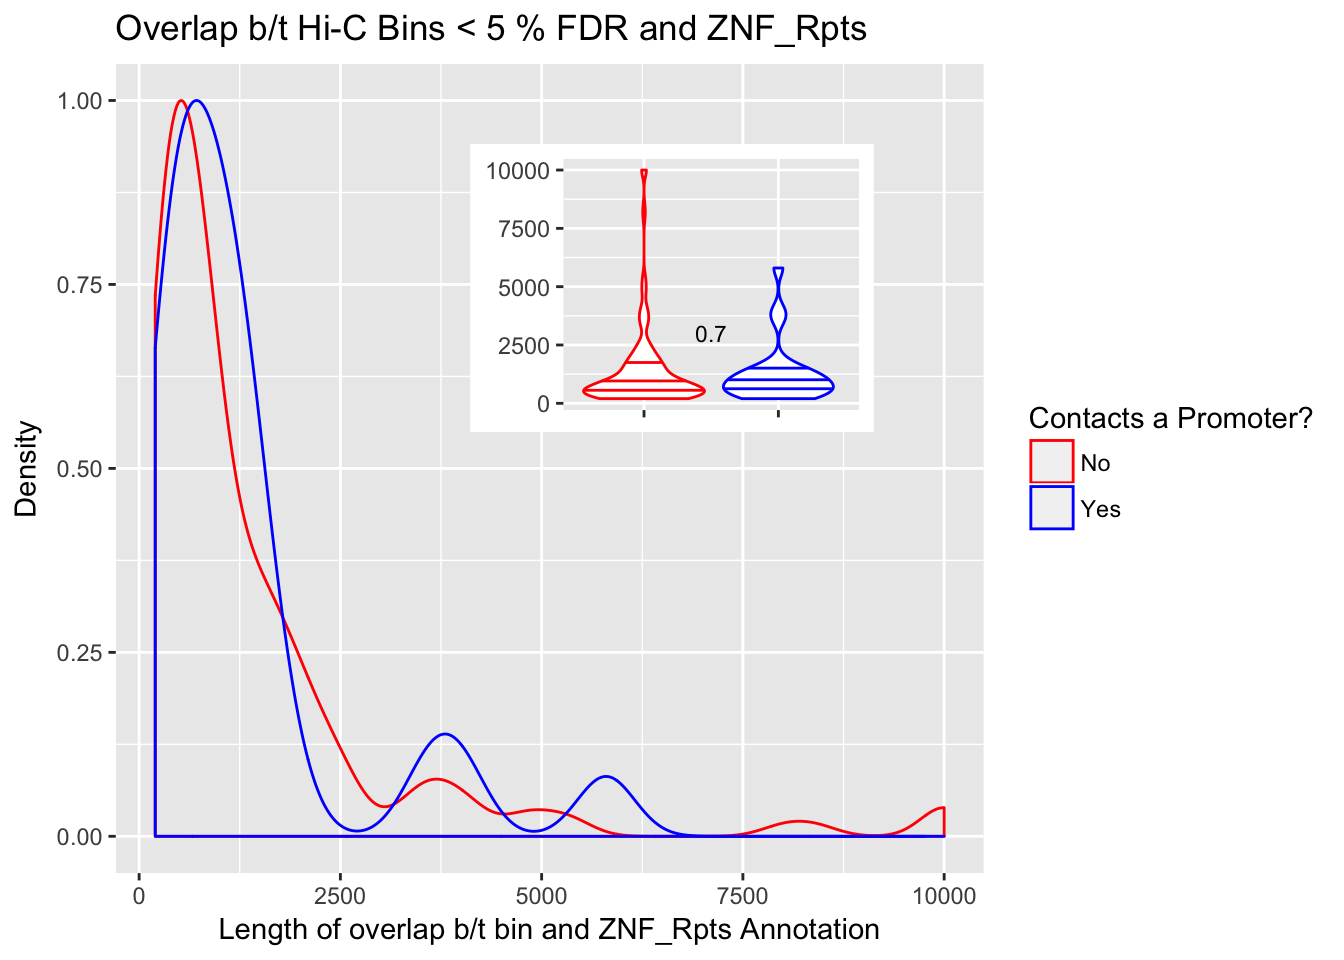 Overlap b/t Hi-C Bins < 5 % FDR and ZNF_Rpts
1.00
0.75
0.50
0.25
0.00
Density
10000
7500
5000
2500
0
0.7
Contacts a Promoter?
No
Yes
0 2500 5000 7500 10000
Length of overlap b/t bin and ZNF_Rpts Annotation